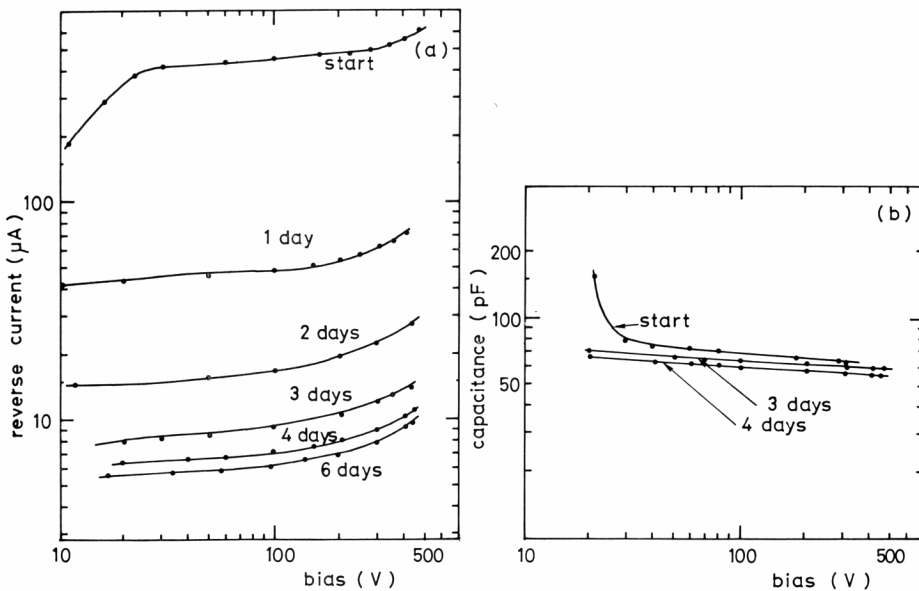 (a)
start
100
1 day
2 days
10
3 days
4 days
6 days
10
100
500
bias (V)
reverse current (µA)
(b)
150
100
50
start
3 days
4 days
10
100
500
bias (V)
capacitance (pF)